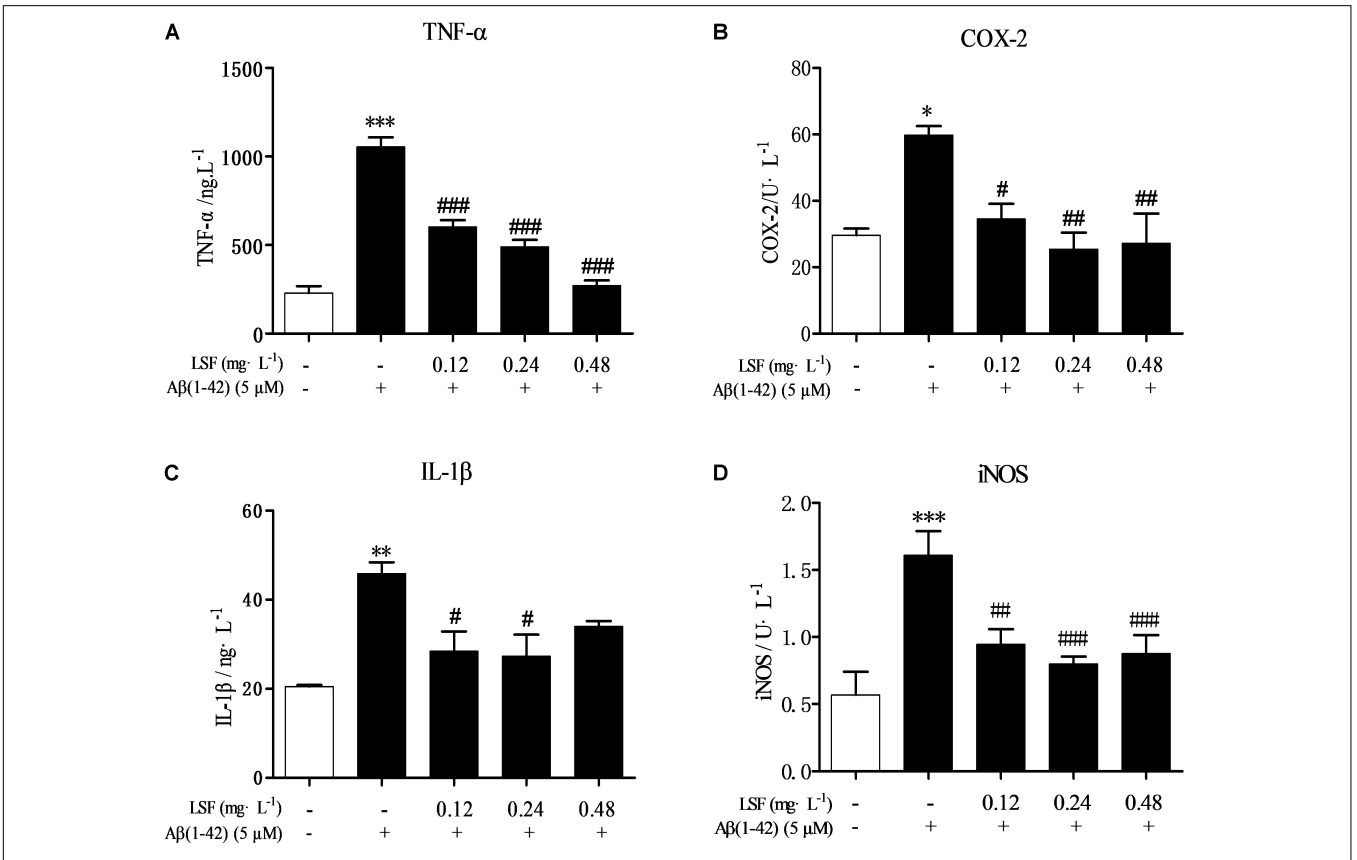 A
TNF-α
1500
1000
500
0
TNF-α /ng.L⁻¹
***
###
###
###
LSF (mg· L⁻¹) - - 0.12 0.24 0.48
Aβ(1-42) (5 μM) - + + + +
B
COX-2
80
60
40
20
0
COX-2/U· L⁻¹
*
#
##
##
LSF (mg· L⁻¹) - - 0.12 0.24 0.48
Aβ(1-42) (5 μM) - + + + +
C
IL-1β
60
40
20
0
IL-1β / ng· L⁻¹
**
#
#
LSF (mg· L⁻¹) - - 0.12 0.24 0.48
Aβ(1-42) (5 μM) - + + + +
D
iNOS
2.0
1.5
1.0
0.5
0.0
iNOS / U· L⁻¹
***
##
###
###
LSF (mg· L⁻¹) - - 0.12 0.24 0.48
Aβ(1-42) (5 μM) - + + + +